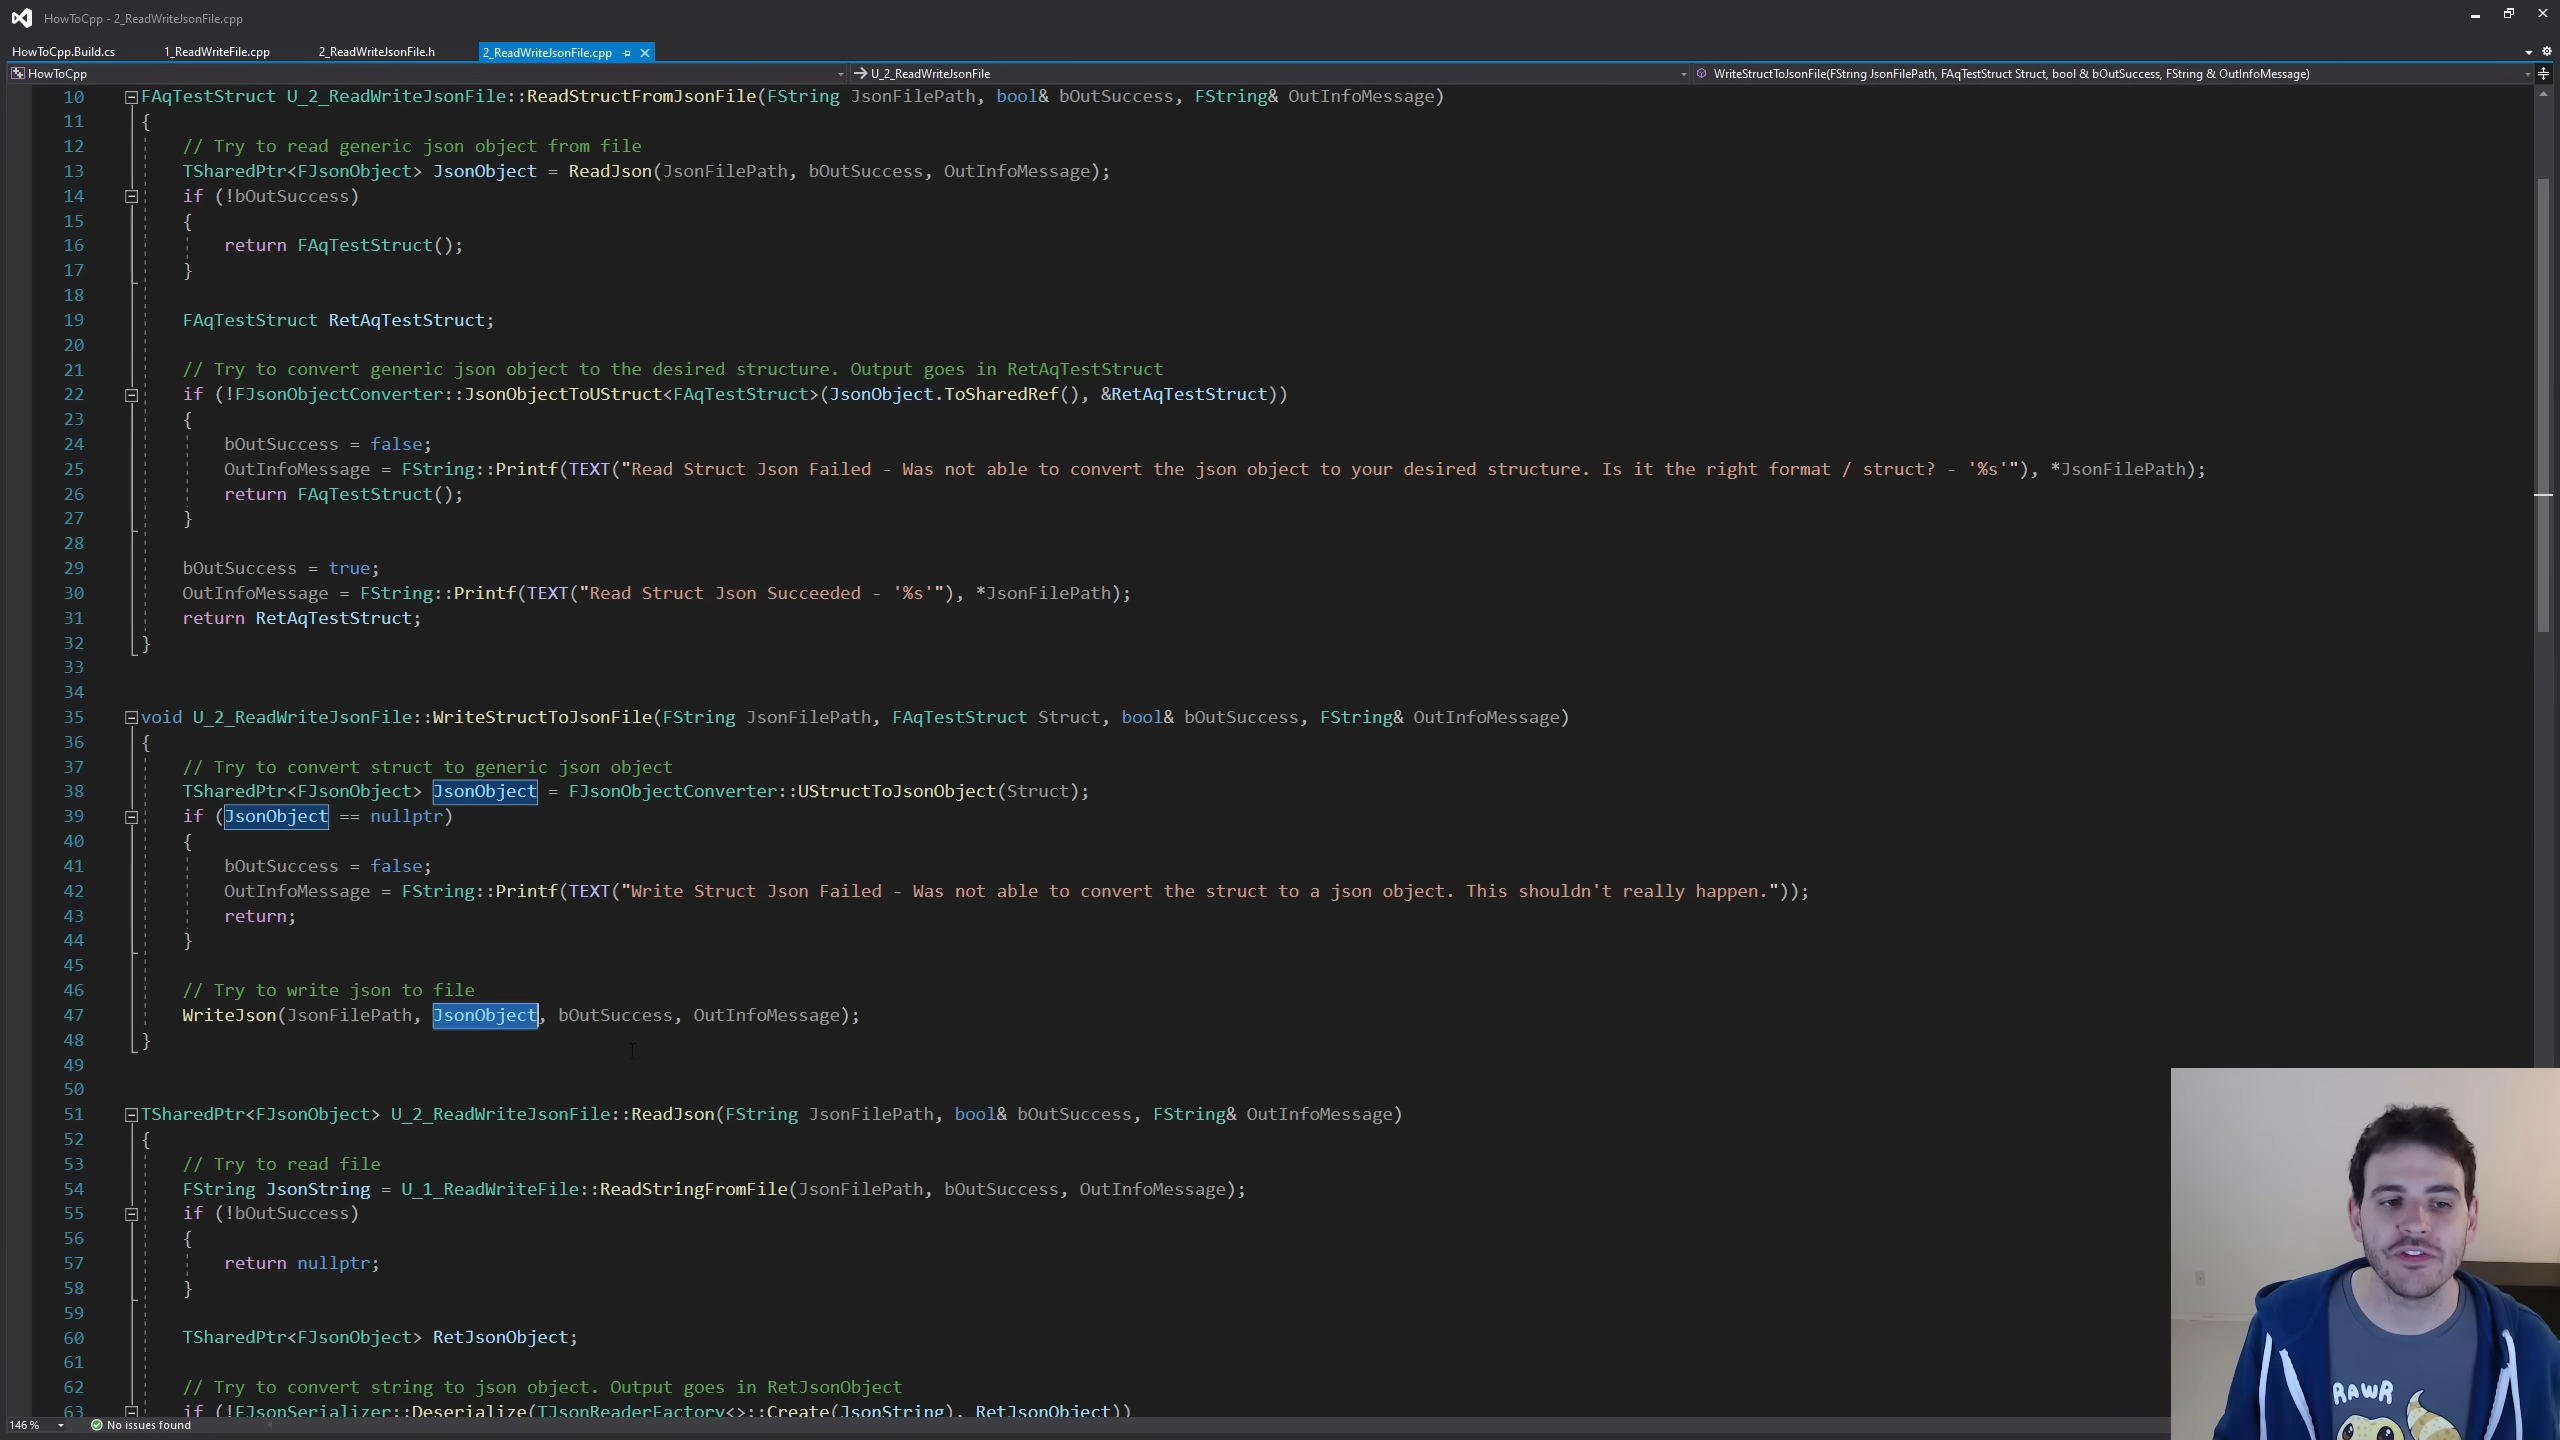 HowToCpp - 2_ReadWriteJsonFile.cpp
HowToCpp.Build.cs 1_ReadWriteFile.cpp 2_ReadWriteJsonFile.h 2_ReadWriteJsonFile.cpp
HowToCpp U_2_ReadWriteJsonFile WriteStructToJsonFile(FString JsonFilePath, FAqTestStruct Struct, bool & bOutSuccess, FString & OutInfoMessage)
10 FAqTestStruct U_2_ReadWriteJsonFile::ReadStructFromJsonFile(FString JsonFilePath, bool& bOutSuccess, FString& OutInfoMessage)
11 {
12 // Try to read generic json object from file
13 TSharedPtr<FJsonObject> JsonObject = ReadJson(JsonFilePath, bOutSuccess, OutInfoMessage);
14 if (!bOutSuccess)
15 {
16 return FAqTestStruct();
17 }
18
19 FAqTestStruct RetAqTestStruct;
20
21 // Try to convert generic json object to the desired structure. Output goes in RetAqTestStruct
22 if (!FJsonObjectConverter::JsonObjectToUStruct<FAqTestStruct>(JsonObject.ToSharedRef(), &RetAqTestStruct))
23 {
24 bOutSuccess = false;
25 OutInfoMessage = FString::Printf(TEXT("Read Struct Json Failed - Was not able to convert the json object to your desired structure. Is it the right format / struct? - '%s'"), *JsonFilePath);
26 return FAqTestStruct();
27 }
28
29 bOutSuccess = true;
30 OutInfoMessage = FString::Printf(TEXT("Read Struct Json Succeeded - '%s'"), *JsonFilePath);
31 return RetAqTestStruct;
32 }
33
34
35 void U_2_ReadWriteJsonFile::WriteStructToJsonFile(FString JsonFilePath, FAqTestStruct Struct, bool& bOutSuccess, FString& OutInfoMessage)
36 {
37 // Try to convert struct to generic json object
38 TSharedPtr<FJsonObject> JsonObject = FJsonObjectConverter::UStructToJsonObject(Struct);
39 if (JsonObject == nullptr)
40 {
41 bOutSuccess = false;
42 OutInfoMessage = FString::Printf(TEXT("Write Struct Json Failed - Was not able to convert the struct to a json object. This shouldn't really happen."));
43 return;
44 }
45
46 // Try to write json to file
47 WriteJson(JsonFilePath, JsonObject, bOutSuccess, OutInfoMessage);
48 }
49
50
51 TSharedPtr<FJsonObject> U_2_ReadWriteJsonFile::ReadJson(FString JsonFilePath, bool& bOutSuccess, FString& OutInfoMessage)
52 {
53 // Try to read file
54 FString JsonString = U_1_ReadWriteFile::ReadStringFromFile(JsonFilePath, bOutSuccess, OutInfoMessage);
55 if (!bOutSuccess)
56 {
57 return nullptr;
58 }
59
60 TSharedPtr<FJsonObject> RetJsonObject;
61
62 // Try to convert string to json object. Output goes in RetJsonObject
63 if (!FJsonSerializer::Deserialize(TJsonReaderFactory<>::Create(JsonString), RetJsonObject))
146 % No issues found
RAWR